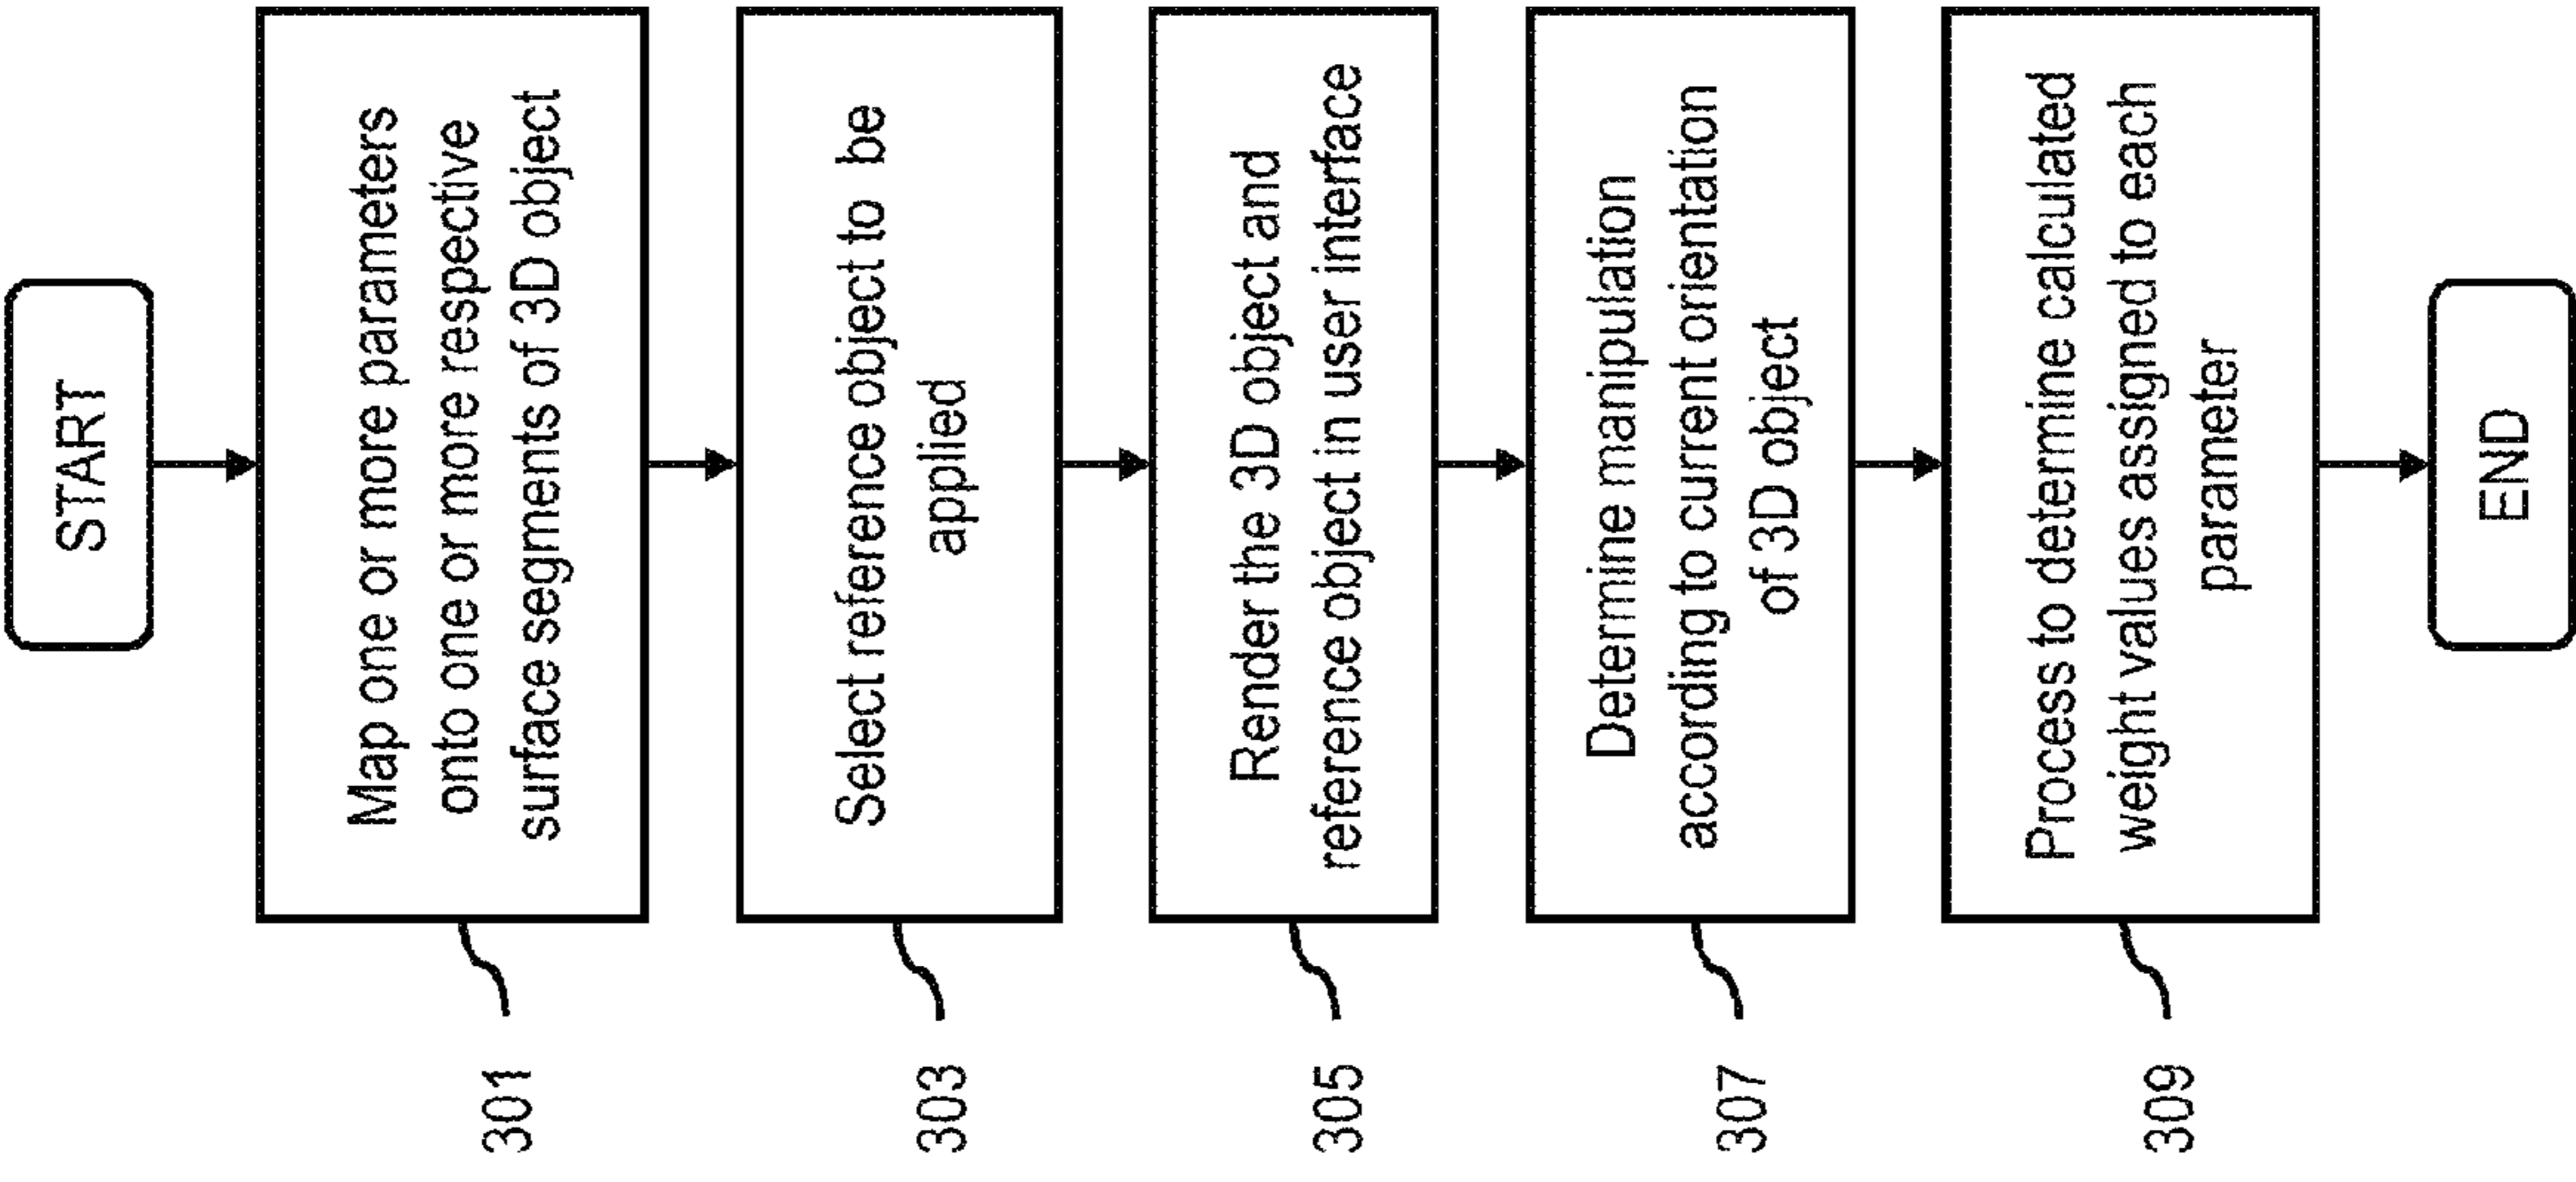 START
Map one or more parameters
onto one or more respective
surface segments of 3D object
301
Select reference object to be
applied
303
Render the 3D object and
reference object in user interface
305
Determine manipulation
according to current orientation
of 3D object
307
Process to determine calculated
weight values assigned to each
parameter
309
END